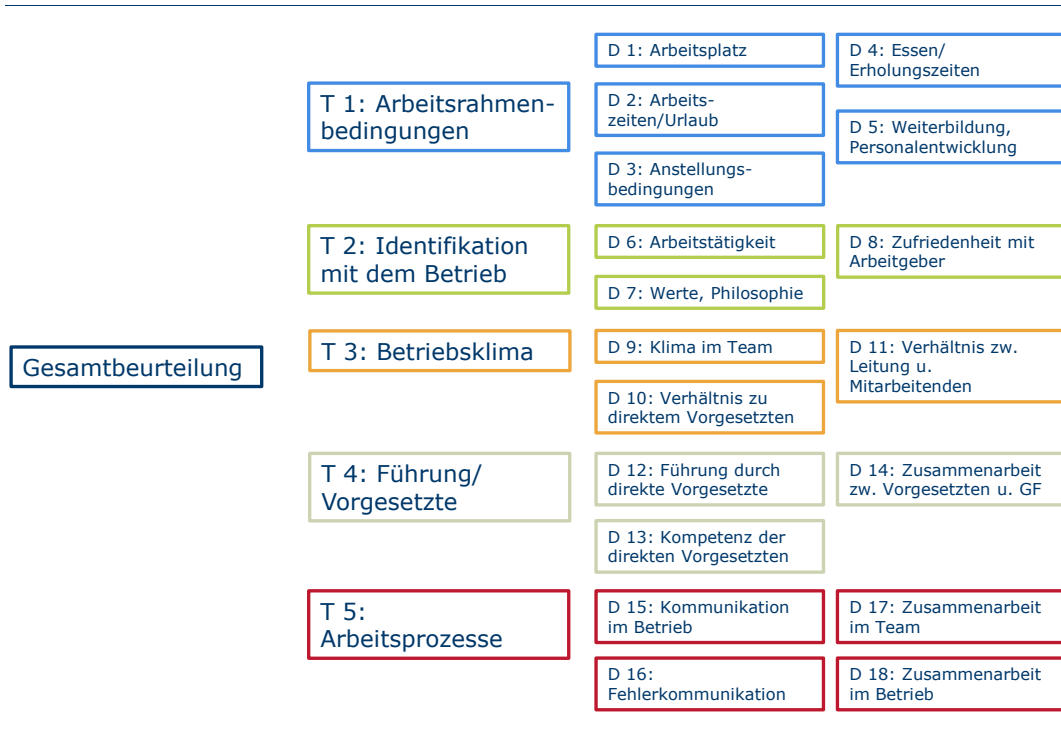 Gesamtbeurteilung
T 1: Arbeitsrahmen-
bedingungen
D 1: Arbeitsplatz
D 2: Arbeits-
zeiten/Urlaub
D 3: Anstellungs-
bedingungen
D 4: Essen/
Erholungszeiten
D 5: Weiterbildung,
Personalentwicklung
T 2: Identifikation
mit dem Betrieb
D 6: Arbeitstätigkeit
D 7: Werte, Philosophie
D 8: Zufriedenheit mit
Arbeitgeber
T 3: Betriebsklima
D 9: Klima im Team
D 10: Verhältnis zu
direktem Vorgesetzten
D 11: Verhältnis zw.
Leitung u.
Mitarbeitenden
T 4: Führung/
Vorgesetzte
D 12: Führung durch
direkte Vorgesetzte
D 13: Kompetenz der
direkten Vorgesetzten
D 14: Zusammenarbeit
zw. Vorgesetzten u. GF
T 5:
Arbeitsprozesse
D 15: Kommunikation
im Betrieb
D 16:
Fehlerkommunikation
D 17: Zusammenarbeit
im Team
D 18: Zusammenarbeit
im Betrieb